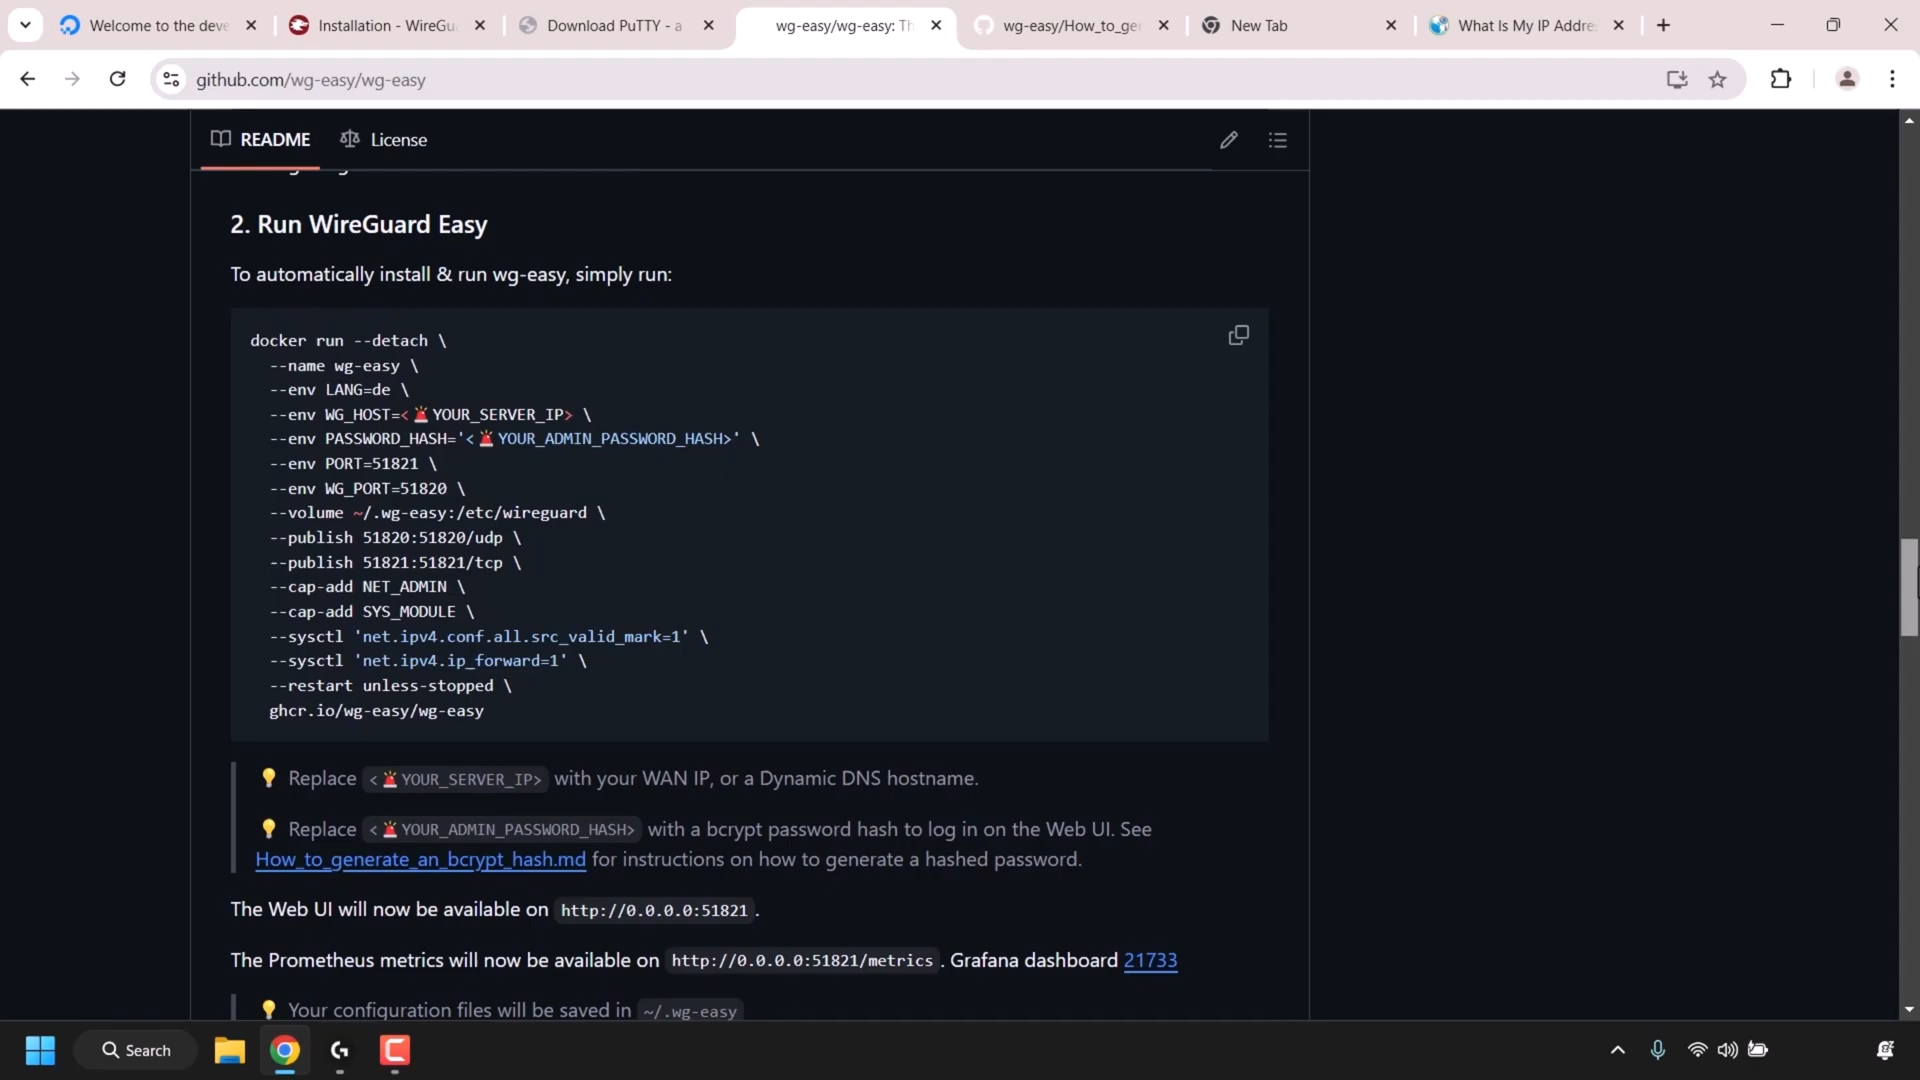 Welcome to the deve
Installation - WireGu
Download PuTTY - a
wg-easy/wg-easy: Th
wg-easy/How_to_ger
New Tab
What Is My IP Addre
github.com/wg-easy/wg-easy
README
License
2. Run WireGuard Easy
To automatically install & run wg-easy, simply run:
docker run --detach \
--name wg-easy \
--env LANG=de \
--env WG_HOST=<🚨YOUR_SERVER_IP> \
--env PASSWORD_HASH='<🚨YOUR_ADMIN_PASSWORD_HASH>' \
--env PORT=51821 \
--env WG_PORT=51820 \
--volume ~/.wg-easy:/etc/wireguard \
--publish 51820:51820/udp \
--publish 51821:51821/tcp \
--cap-add NET_ADMIN \
--cap-add SYS_MODULE \
--sysctl 'net.ipv4.conf.all.src_valid_mark=1' \
--sysctl 'net.ipv4.ip_forward=1' \
--restart unless-stopped \
ghcr.io/wg-easy/wg-easy
💡 Replace <🚨YOUR_SERVER_IP> with your WAN IP, or a Dynamic DNS hostname.
💡 Replace <🚨YOUR_ADMIN_PASSWORD_HASH> with a bcrypt password hash to log in on the Web UI. See
How_to_generate_an_bcrypt_hash.md for instructions on how to generate a hashed password.
The Web UI will now be available on http://0.0.0.0:51821.
The Prometheus metrics will now be available on http://0.0.0.0:51821/metrics. Grafana dashboard 21733
💡 Your configuration files will be saved in ~/.wg-easy
Search